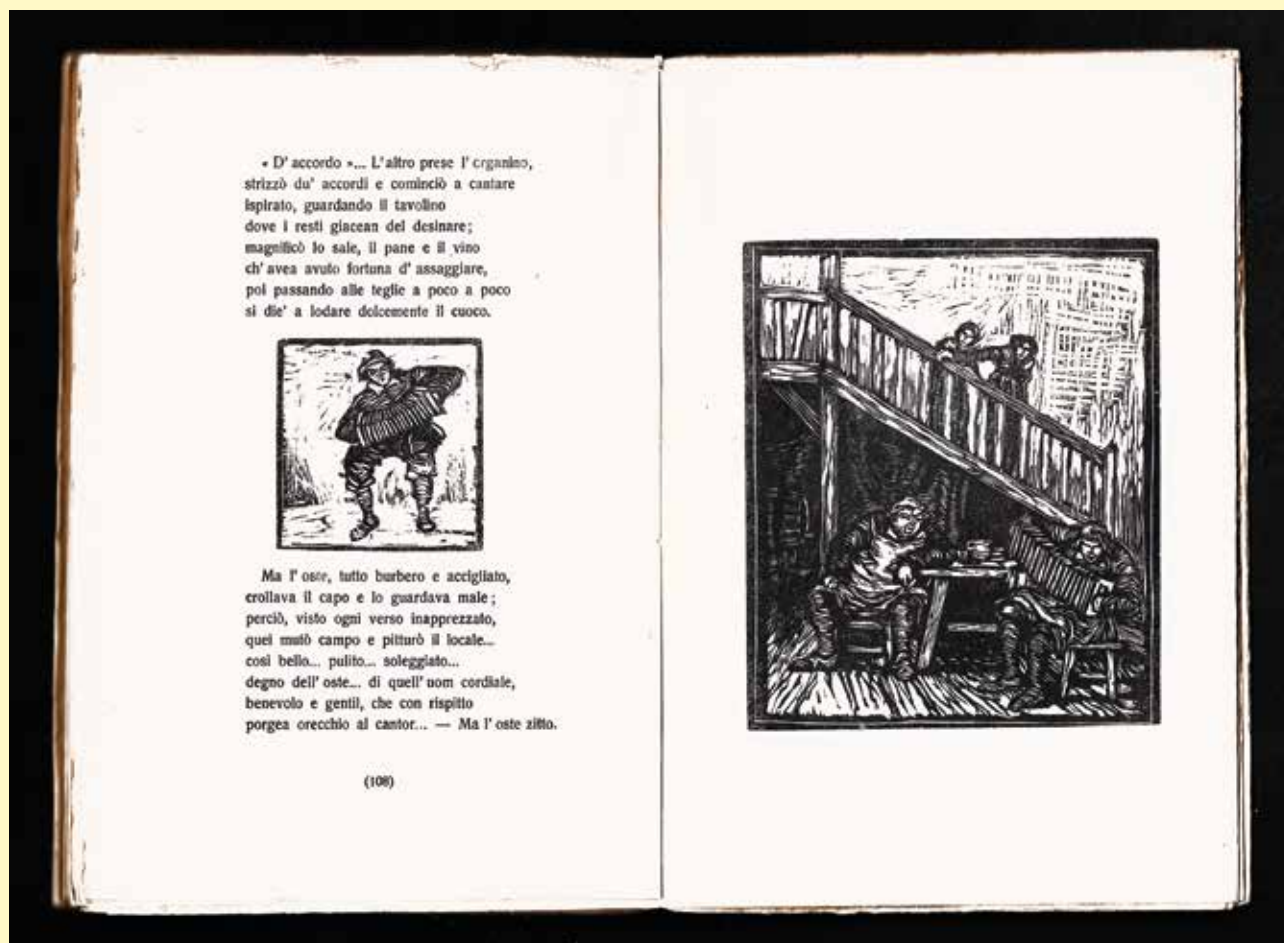 « D' accordo »... L' altro prese l' organino,
strizzò du' accordi e cominciò a cantare
ispirato, guardando il tavolino
dove i resti giacean del desinare;
magnificò lo sale, il pane e il vino
ch' avea avuto fortuna d' assaggiare,
poi passando alle teglie a poco a poco
si die' a lodare dolcemente il cuoco.
Ma l' oste, tutto burbero e accigliato,
crollava il capo e lo guardava male;
perciò, visto ogni verso inapprezzato,
quei mutò campo e pitturò il locale...
così bello... pulito... soleggiato...
degno dell' oste... di quell' uom cordiale,
benevolo e gentil, che con rispitto
porgea orecchio al cantor... — Ma l' oste zitto.
(108)